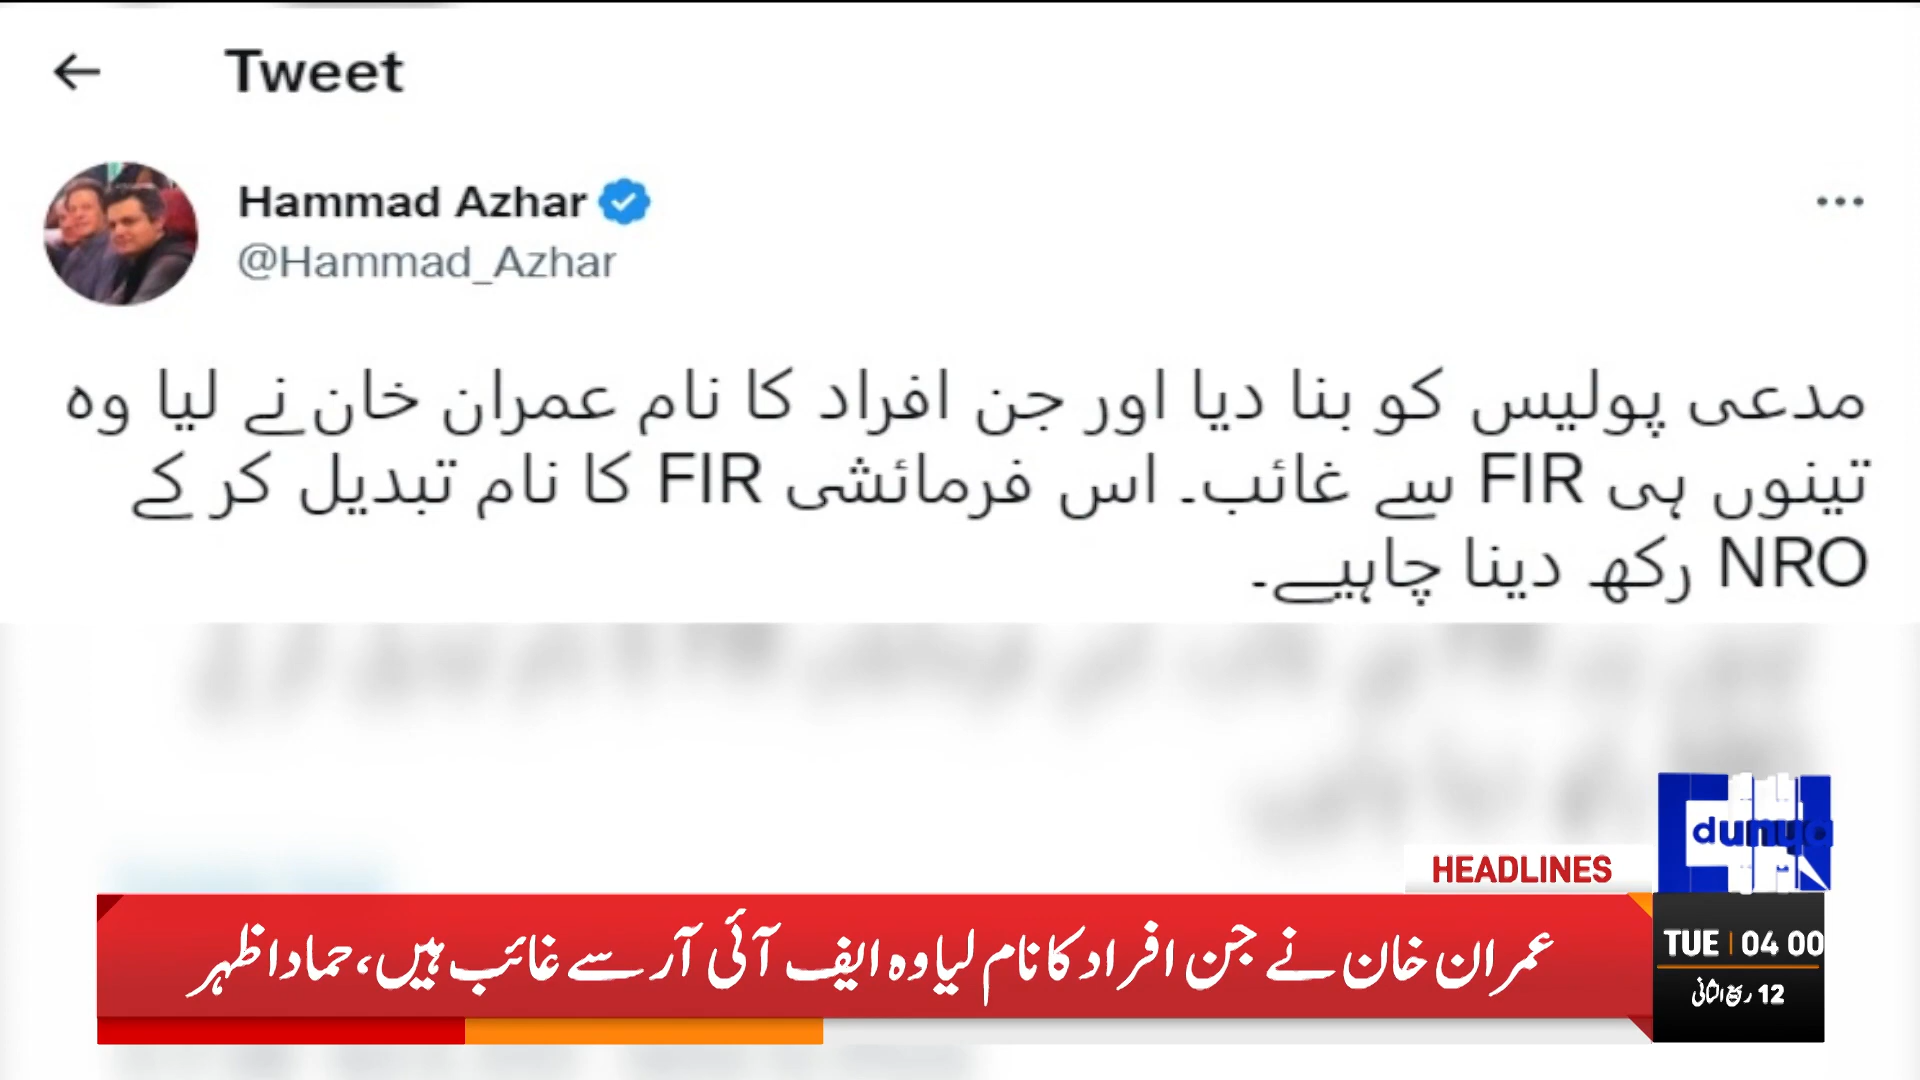 Tweet
Hammad Azhar
@Hammad_Azhar
مدعی پولیس کو بنا دیا اور جن افراد کا نام عمران خان نے لیا وہ
تینوں ہی FIR سے غائب۔ اس فرمائشی FIR کا نام تبدیل کر کے
NRO رکھ دینا چاہیے۔
dunya
HEADLINES
عمران خان نے جن افراد کا نام لیا وہ ایف آئی آر سے غائب ہیں، حماد اظہر
TUE 04 00
12 ربیع الثانی